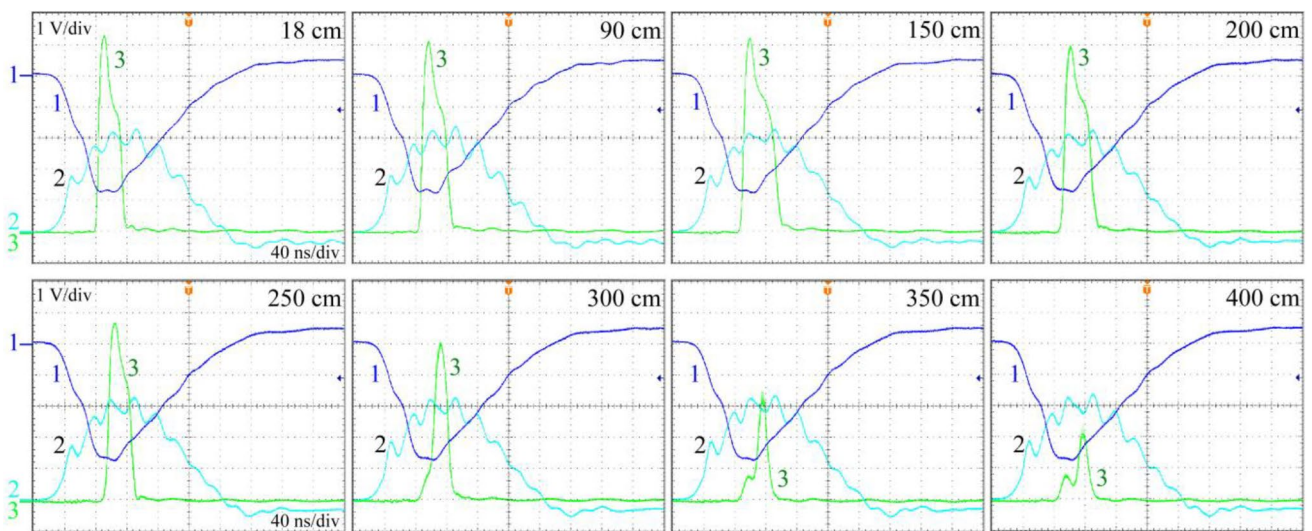 1 V/div 18 cm 90 cm 150 cm 200 cm
3 3 3 3
1
1 1 1 1
2 2 2 2
2
3
40 ns/div
1 V/div 250 cm 300 cm 350 cm 400 cm
1
1 3 1 3 1 1
2 2 2 2
3 3
2
3
40 ns/div